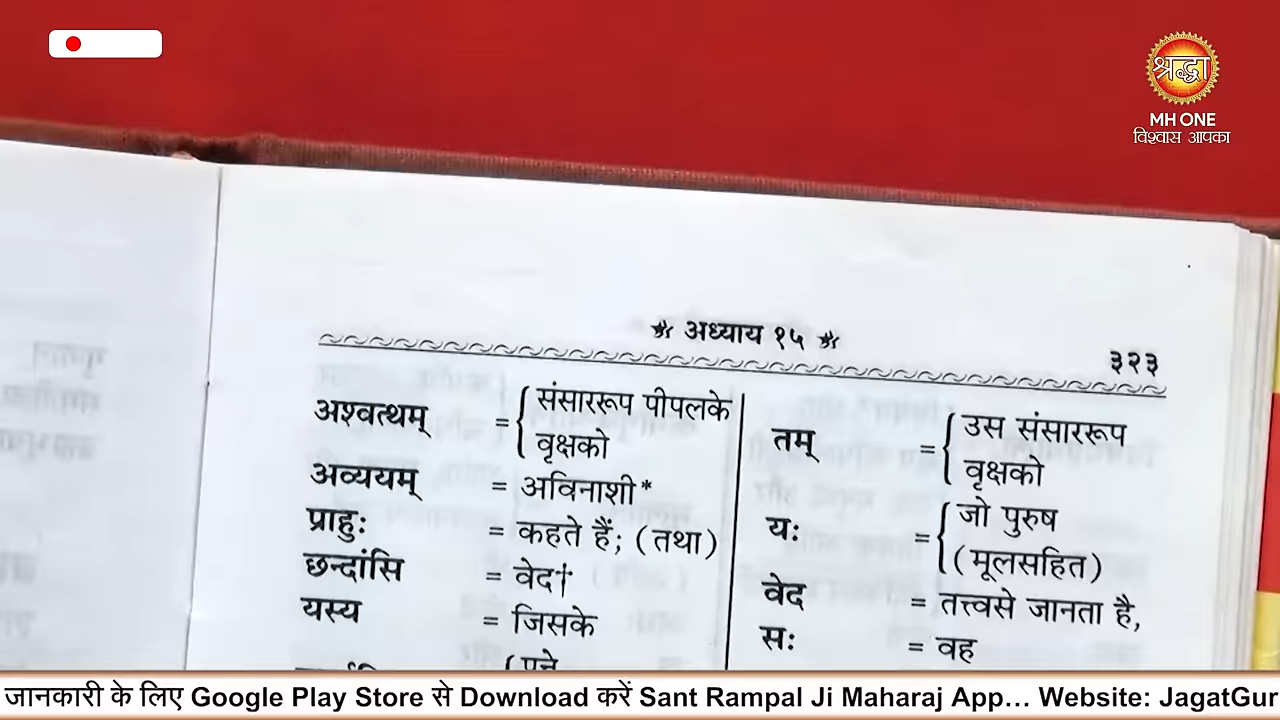 श्रद्धा
MH ONE
विश्वास आपका
अध्याय १५
३२३
अश्वत्थम् = संसाररूप पीपलके
वृक्षको
अव्ययम् = अविनाशी*
प्राहुः = कहते हैं; (तथा)
छन्दांसि = वेद†
यस्य = जिसके
तम् = उस संसाररूप
वृक्षको
यः = जो पुरुष
(मूलसहित)
वेद = तत्त्वसे जानता है,
सः = वह
जानकारी के लिए Google Play Store से Download करें Sant Rampal Ji Maharaj App... Website: JagatGur